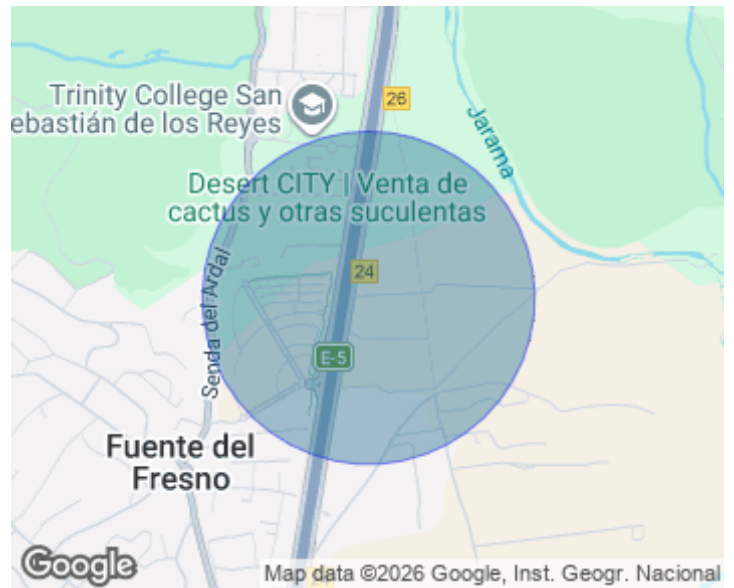 26
Trinity College San
ebastián de los Reyes
Jarama
Desert CITY | Venta de
cactus y otras suculentas
24
Senda del Ardal
E-5
Fuente del
Fresno
Google
Map data ©2026 Google, Inst. Geogr. Nacional